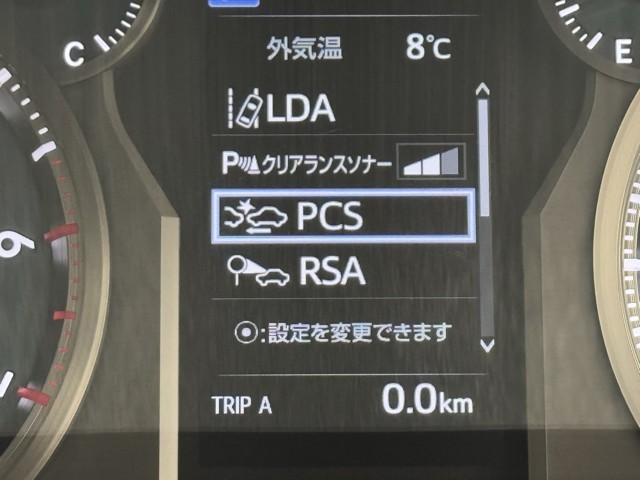 C
E
外気温 8℃
LDA
P クリアランスソナー
PCS
RSA
6
⦿:設定を変更できます
TRIP A 0.0km